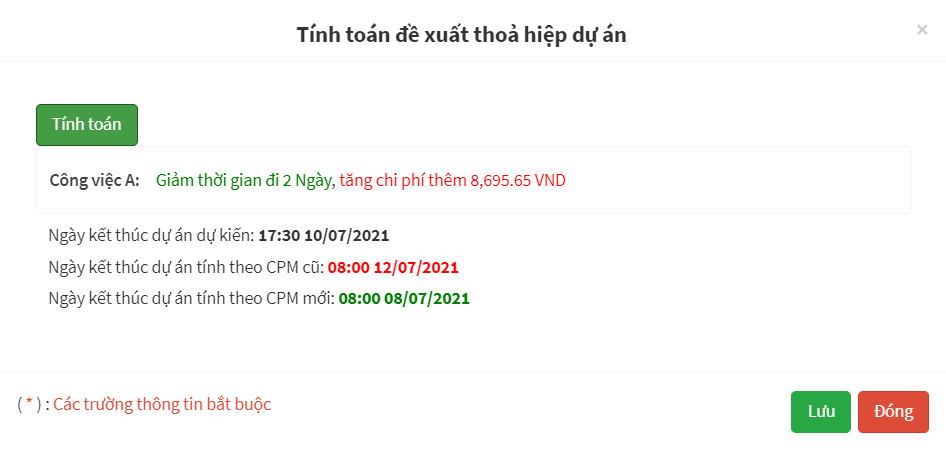 Tính toán đề xuất thoả hiệp dự án
×
Tính toán
Công việc A: Giảm thời gian đi 2 Ngày, tăng chi phí thêm 8,695.65 VND
Ngày kết thúc dự án dự kiến: 17:30 10/07/2021
Ngày kết thúc dự án tính theo CPM cũ: 08:00 12/07/2021
Ngày kết thúc dự án tính theo CPM mới: 08:00 08/07/2021
( * ) : Các trường thông tin bắt buộc
Lưu
Đóng